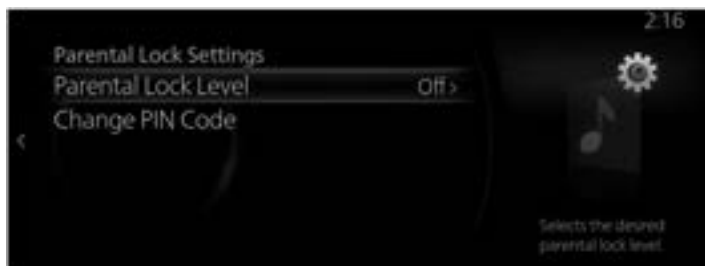 2:16
Parental Lock Settings
Parental Lock Level Off >
Change PIN Code
<
Selects the desired
parental lock level.